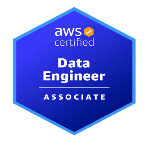 aws
certified
Data
Engineer
ASSOCIATE